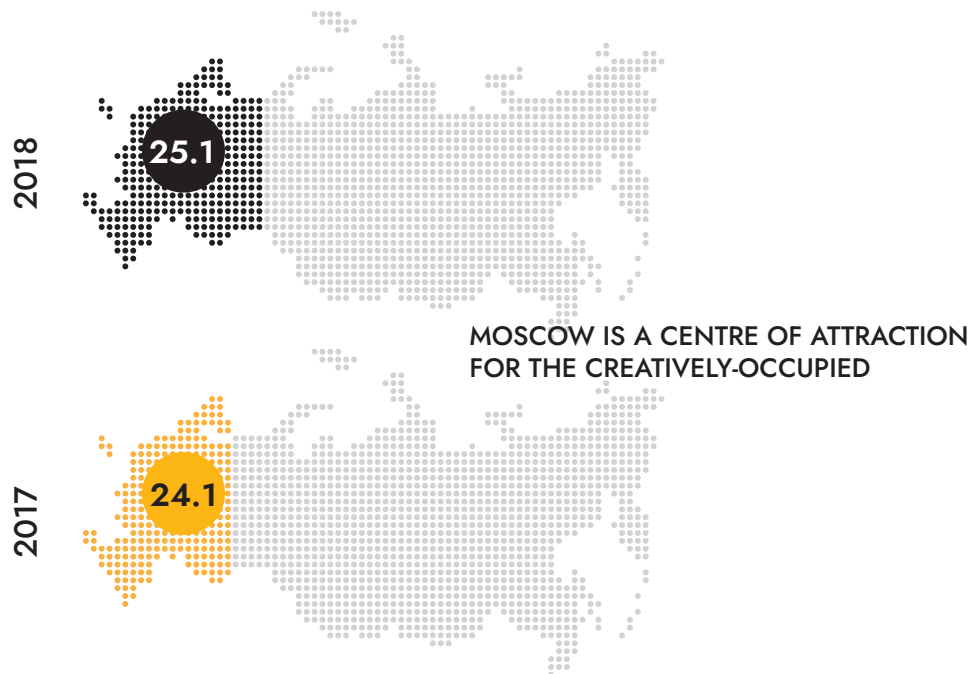 2018
25.1
MOSCOW IS A CENTRE OF ATTRACTION
FOR THE CREATIVELY-OCCUPIED
2017
24.1